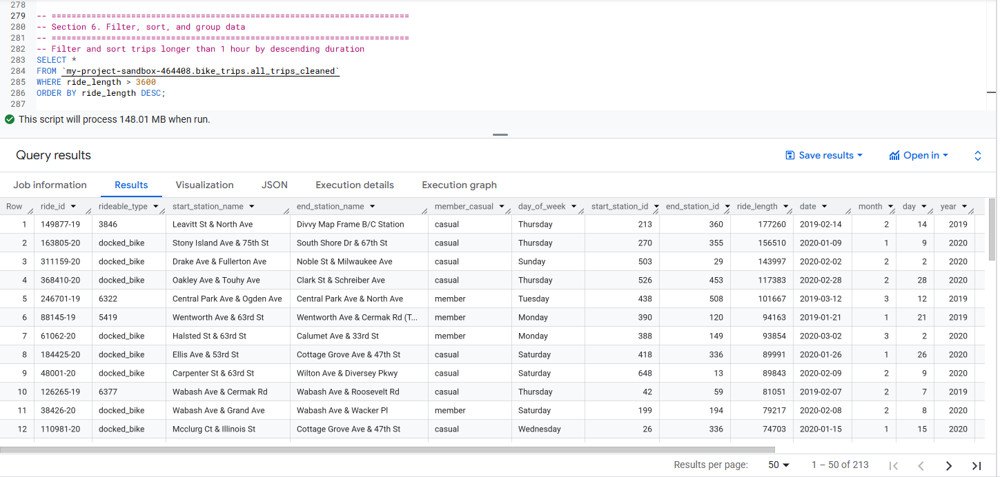 278
279 -- ========================================================================
280 -- Section 6. Filter, sort, and group data
281 -- ========================================================================
282 -- Filter and sort trips longer than 1 hour by descending duration
283 SELECT *
284 FROM `my-project-sandbox-464408.bike_trips.all_trips_cleaned`
285 WHERE ride_length > 3600
286 ORDER BY ride_length DESC;
287
This script will process 148.01 MB when run.
Query results Save results Open in
Job information Results Visualization JSON Execution details Execution graph
Row ride_id rideable_type start_station_name end_station_name member_casual day_of_week start_station_id end_station_id ride_length date month day year
1 149877-19 3846 Leavitt St & North Ave Divvy Map Frame B/C Station casual Thursday 213 360 177260 2019-02-14 2 14 2019
2 163805-20 docked_bike Stony Island Ave & 75th St South Shore Dr & 67th St casual Thursday 270 355 156510 2020-01-09 1 9 2020
3 311159-20 docked_bike Drake Ave & Fullerton Ave Noble St & Milwaukee Ave casual Sunday 503 29 143997 2020-02-02 2 2 2020
4 368410-20 docked_bike Oakley Ave & Touhy Ave Clark St & Schreiber Ave casual Thursday 526 453 117383 2020-02-28 2 28 2020
5 246701-19 6322 Central Park Ave & Ogden Ave Central Park Ave & North Ave member Tuesday 438 508 101667 2019-03-12 3 12 2019
6 88145-19 5419 Wentworth Ave & 63rd St Wentworth Ave & Cermak Rd (T... member Monday 390 120 94163 2019-01-21 1 21 2019
7 61062-20 docked_bike Halsted St & 63rd St Calumet Ave & 33rd St member Monday 388 149 93854 2020-03-02 3 2 2020
8 184425-20 docked_bike Ellis Ave & 53rd St Cottage Grove Ave & 47th St casual Saturday 418 336 89991 2020-01-26 1 26 2020
9 48001-20 docked_bike Carpenter St & 63rd St Wilton Ave & Diversey Pkwy casual Saturday 648 13 89843 2020-02-09 2 9 2020
10 126265-19 6377 Wabash Ave & Cermak Rd Wabash Ave & Roosevelt Rd casual Thursday 42 59 81051 2019-02-07 2 7 2019
11 38426-20 docked_bike Wabash Ave & Grand Ave Wabash Ave & Wacker Pl member Saturday 199 194 79217 2020-02-08 2 8 2020
12 110981-20 docked_bike Mcclurg Ct & Illinois St Cottage Grove Ave & 47th St casual Wednesday 26 336 74703 2020-01-15 1 15 2020
Results per page: 50 1 – 50 of 213